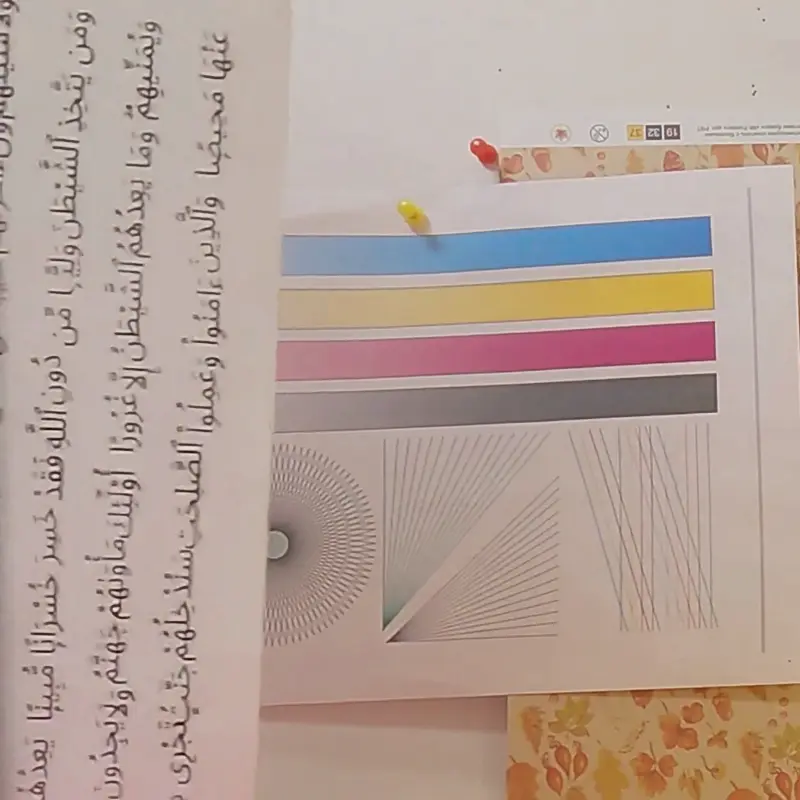 وَمَن يَتَّخِذِ ٱلشَّيْطَٰنَ وَلِيًّا مِّن دُونِ ٱللَّهِ فَقَدْ خَسِرَ خُسْرَانًا مُّبِينًا يَعِدُهُمْ
وَيُمَنِّيهِمْ وَمَا يَعِدُهُمُ ٱلشَّيْطَٰنُ إِلَّا غُرُورًا أُو۟لَٰٓئِكَ مَأْوَىٰهُمْ جَهَنَّمُ وَلَا يَجِدُونَ
عَنْهَا مَحِيصًا وَٱلَّذِينَ ءَامَنُوا۟ وَعَمِلُوا۟ ٱلصَّٰلِحَٰتِ سَنُدْخِلُهُمْ جَنَّٰتٍ تَجْرِى
19 32 37